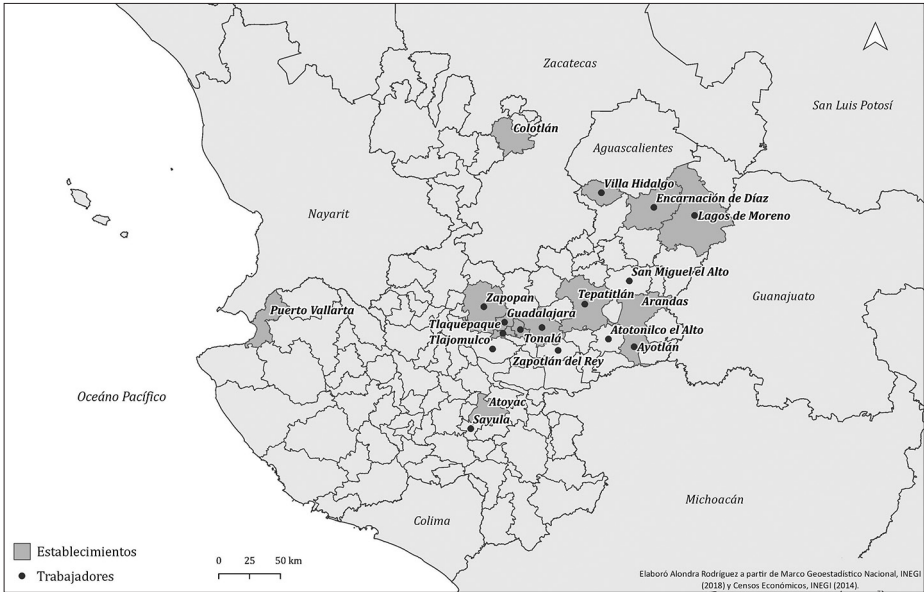 Zacatecas
San Luis Potosí
Colotlán
Aguascalientes
Villa Hidalgo
Encarnación de Díaz
Lagos de Moreno
Nayarit
San Miguel el Alto
Guanajuato
Zapopan
Tepatitlán
Arandas
Puerto Vallarta
Guadalajara
Tlaquepaque
Tonalá
Atotonilco el Alto
Tlajomulco
Ayotlán
Zapotlán del Rey
Oceáno Pacífico
Atoyac
Sayula
Michoacán
Colima
Establecimientos
Trabajadores
0 25 50 km
Elaboró Alondra Rodríguez a partir de Marco Geoestadístico Nacional, INEGI
(2018) y Censos Económicos, INEGI (2014).